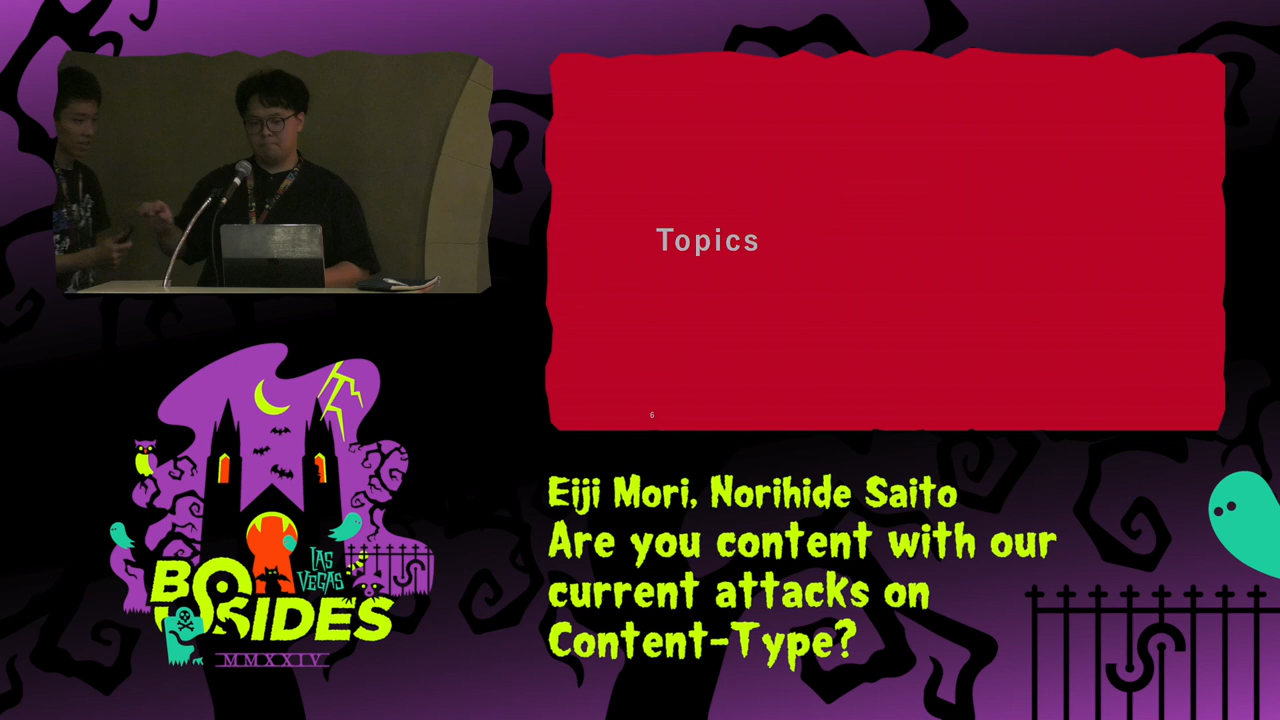 Topics
6
Eiji Mori, Norihide Saito
Are you content with our
current attacks on
Content-Type?
LAS
VEGAS
BSIDES
MMXXIV